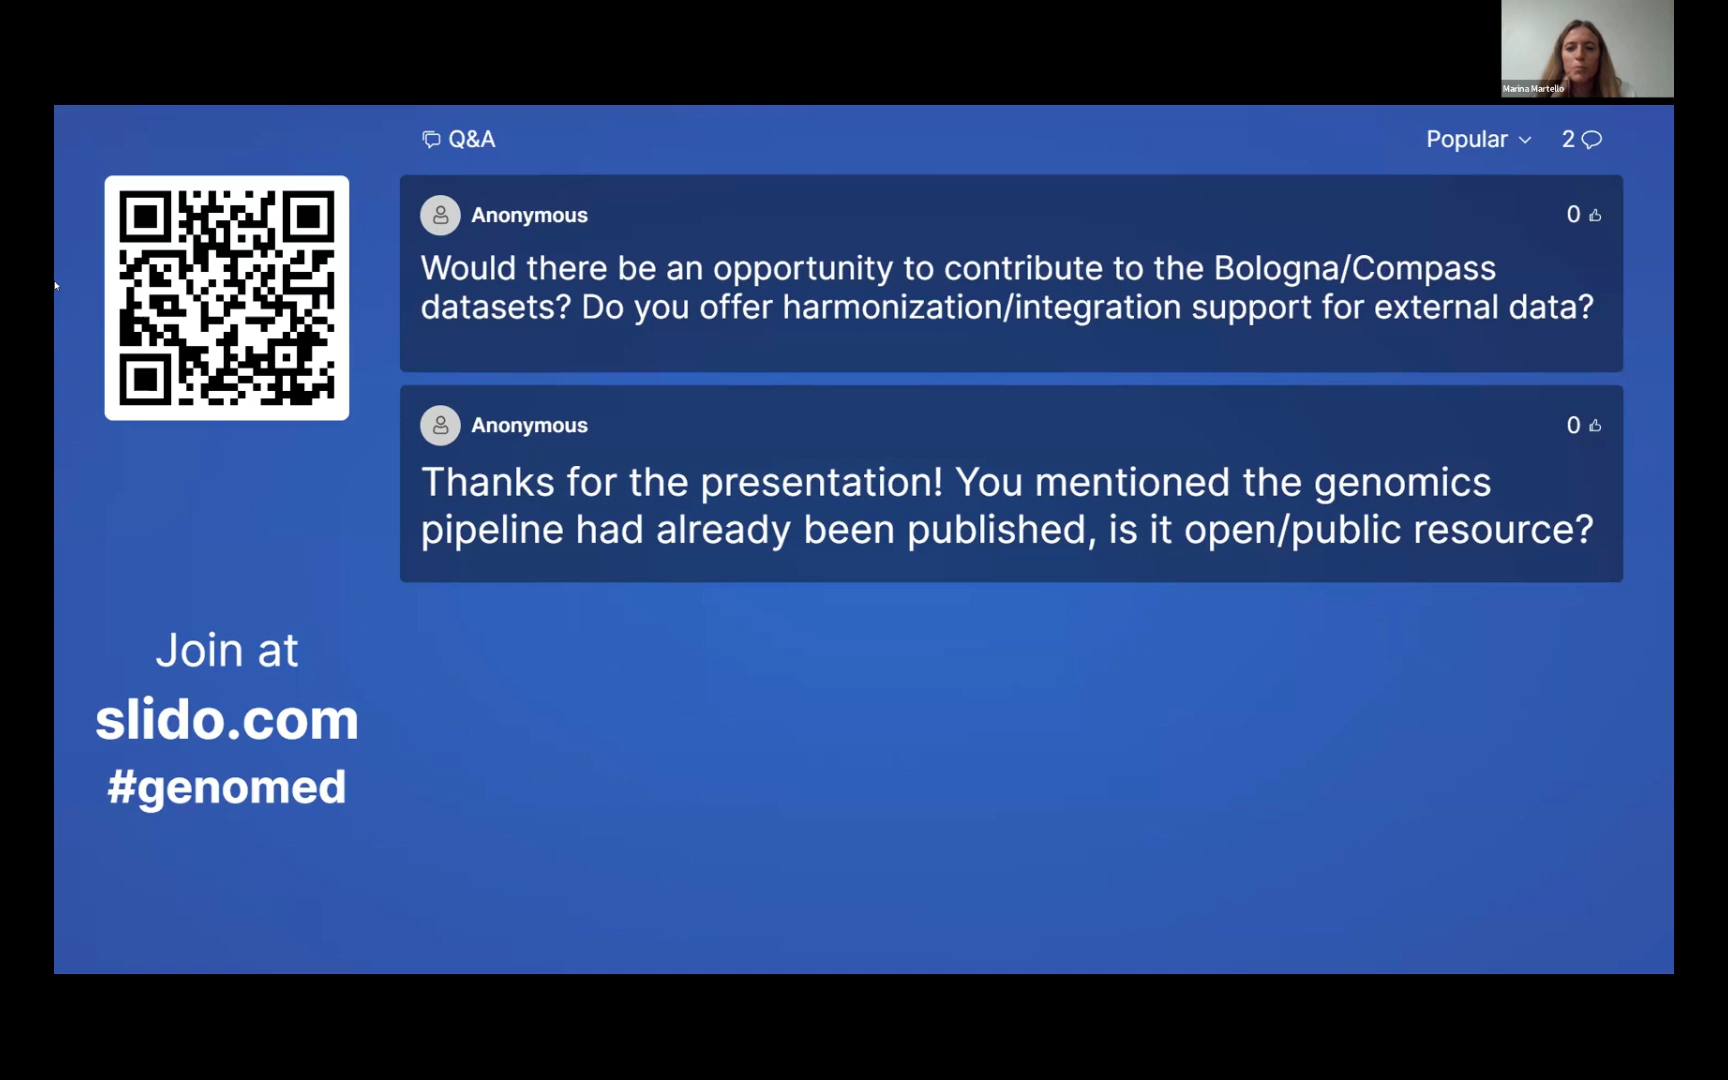 Marina Martello
Q&A
Popular
2
Anonymous
0
Would there be an opportunity to contribute to the Bologna/Compass
datasets? Do you offer harmonization/integration support for external data?
Anonymous
0
Thanks for the presentation! You mentioned the genomics
pipeline had already been published, is it open/public resource?
Join at
slido.com
#genomed